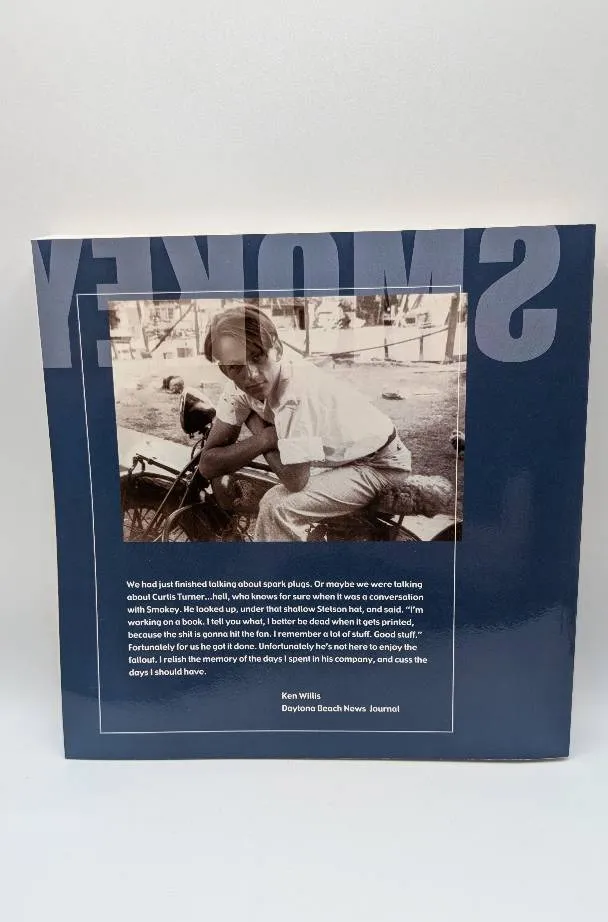 SMOKEY
We had just finished talking about spark plugs. Or maybe we were talking
about Curtis Turner...hell, who knows for sure when it was a conversation
with Smokey. He looked up, under that shallow Stetson hat, and said. "I'm
working on a book. I tell you what, I better be dead when it gets printed,
because the shit is gonna hit the fan. I remember a lot of stuff. Good stuff."
Fortunately for us he got it done. Unfortunately he's not here to enjoy the
fallout. I relish the memory of the days I spent in his company, and cuss the
days I should have.
Ken Willis
Daytona Beach News Journal